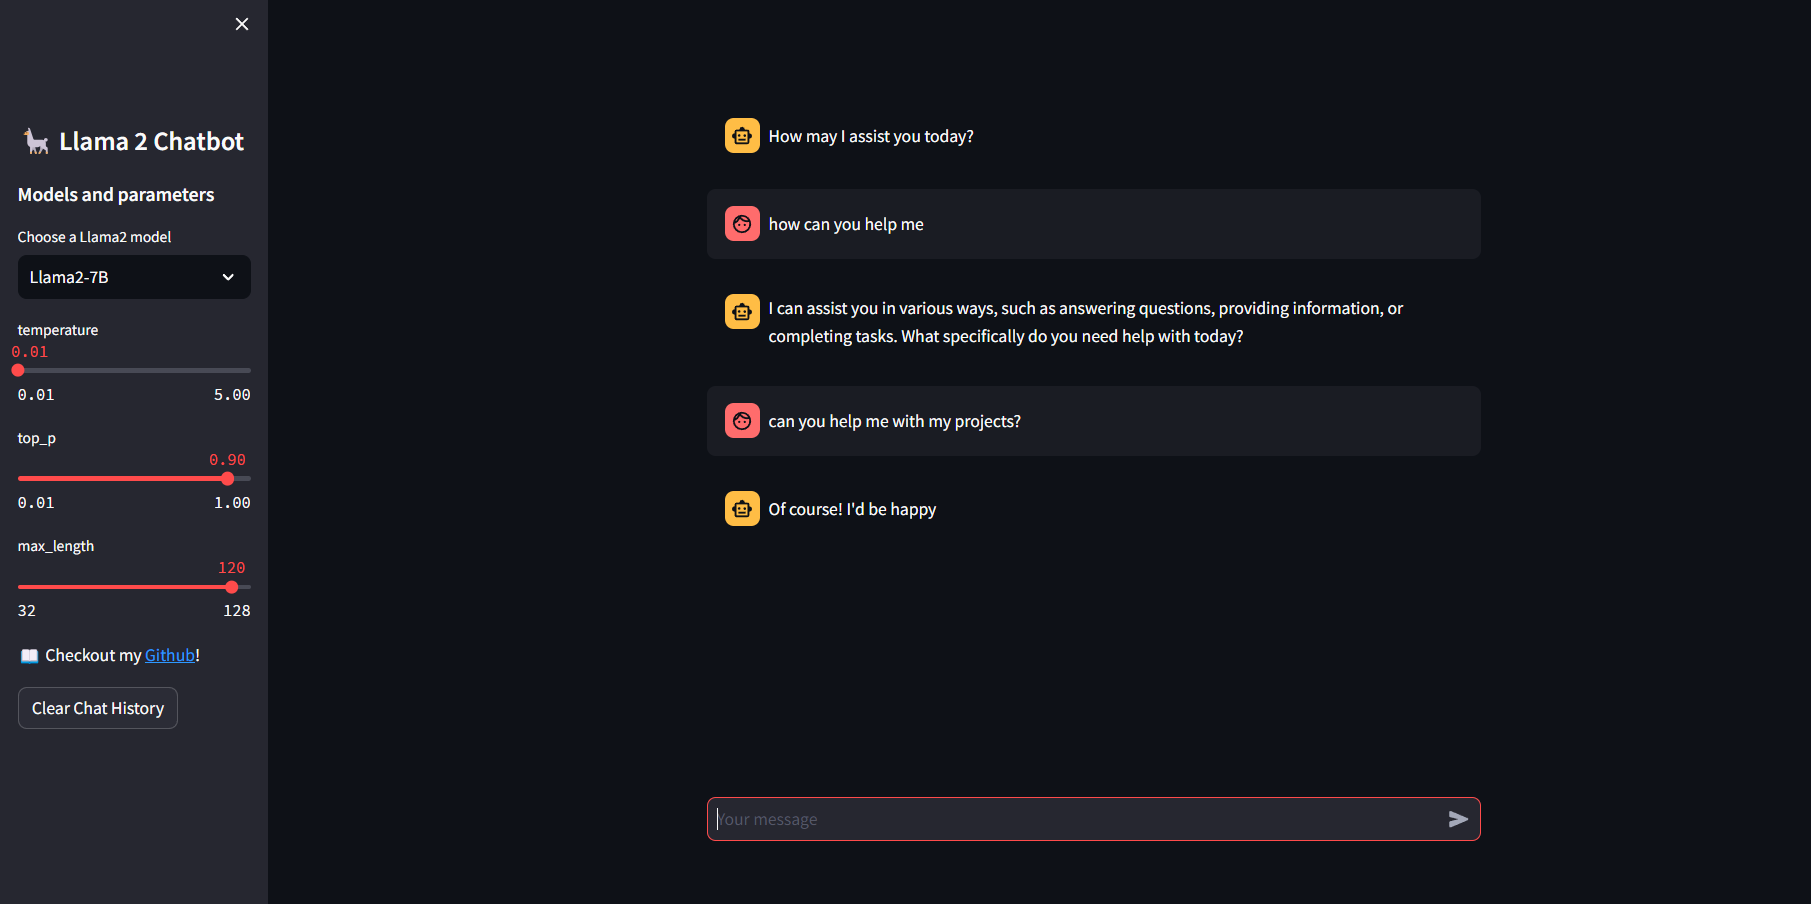 Llama 2 Chatbot
Models and parameters
Choose a Llama2 model
Llama2-7B
temperature
0.01
0.01 5.00
top_p
0.90
0.01 1.00
max_length
120
32 128
Checkout my Github!
Clear Chat History
How may I assist you today?
how can you help me
I can assist you in various ways, such as answering questions, providing information, or
completing tasks. What specifically do you need help with today?
can you help me with my projects?
Of course! I'd be happy
Your message